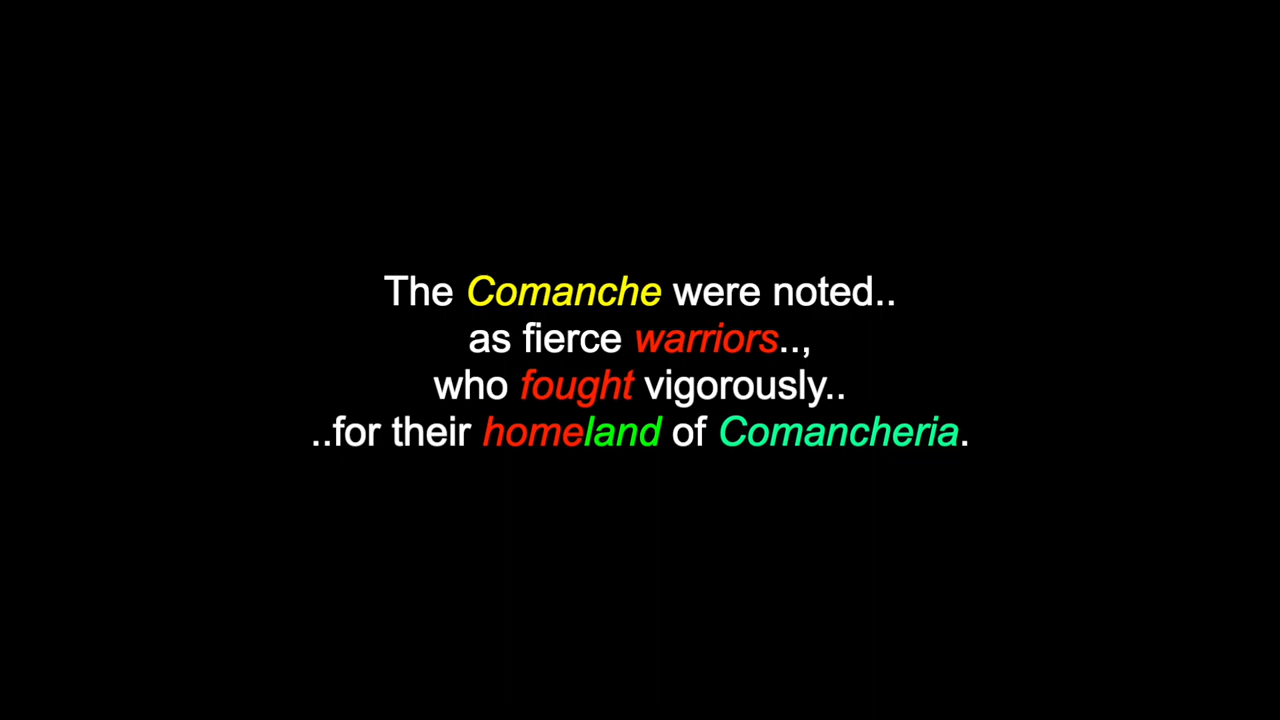 The Comanche were noted..
as fierce warriors..,
who fought vigorously..
..for their homeland of Comancheria.